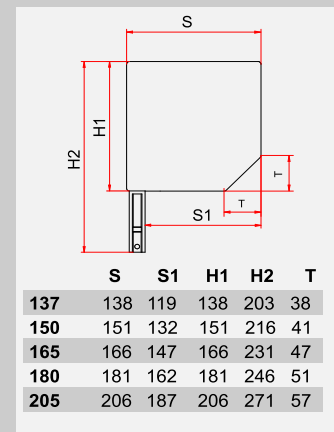 S
H1
H2
T
T
S1
S S1 H1 H2 T
137 138 119 138 203 38
150 151 132 151 216 41
165 166 147 166 231 47
180 181 162 181 246 51
205 206 187 206 271 57